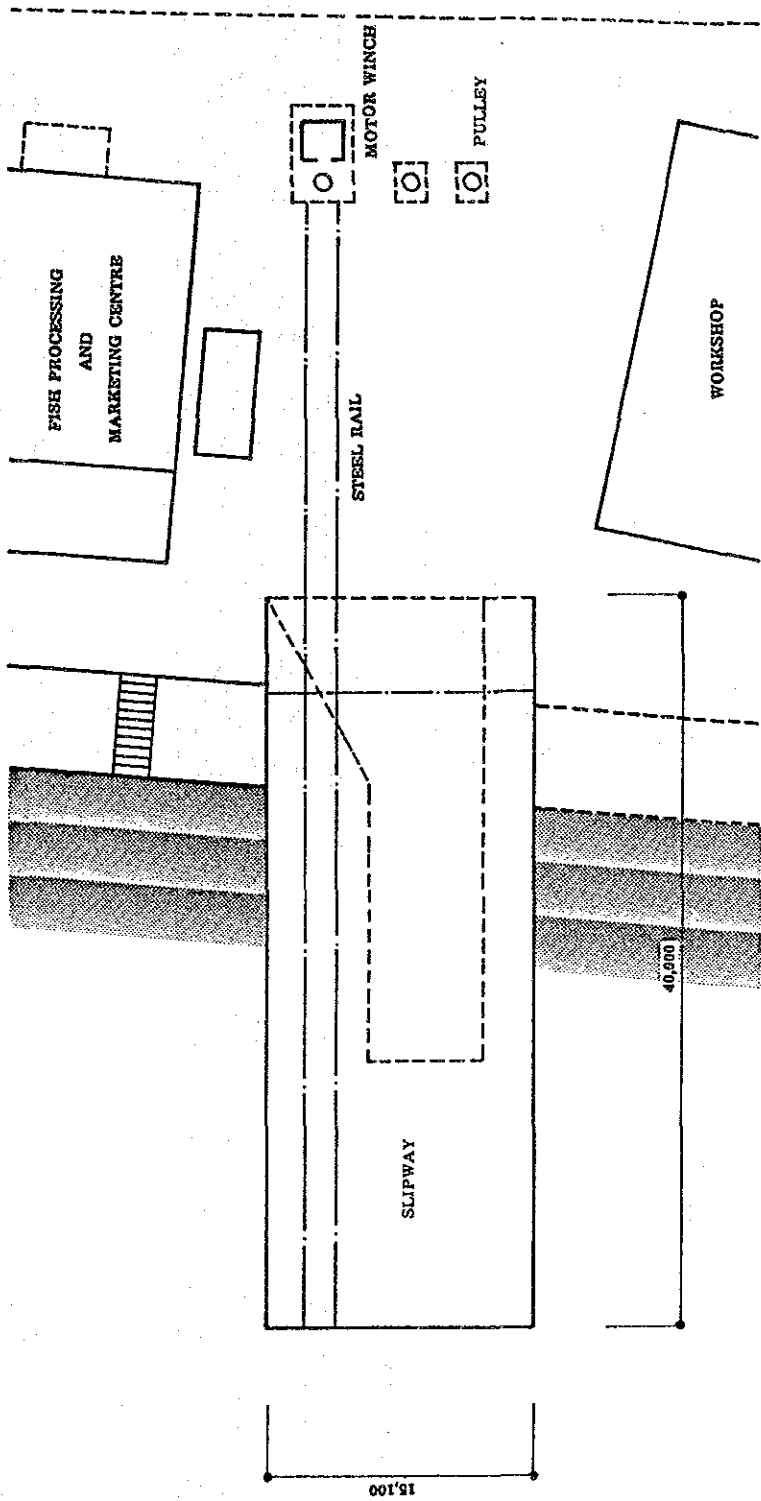 FISH PROCESSING
AND
MARKETING CENTRE
MOTOR WINCH
PULLEY
STEEL RAIL
WORKSHOP
SLIPWAY
40,000
15,100